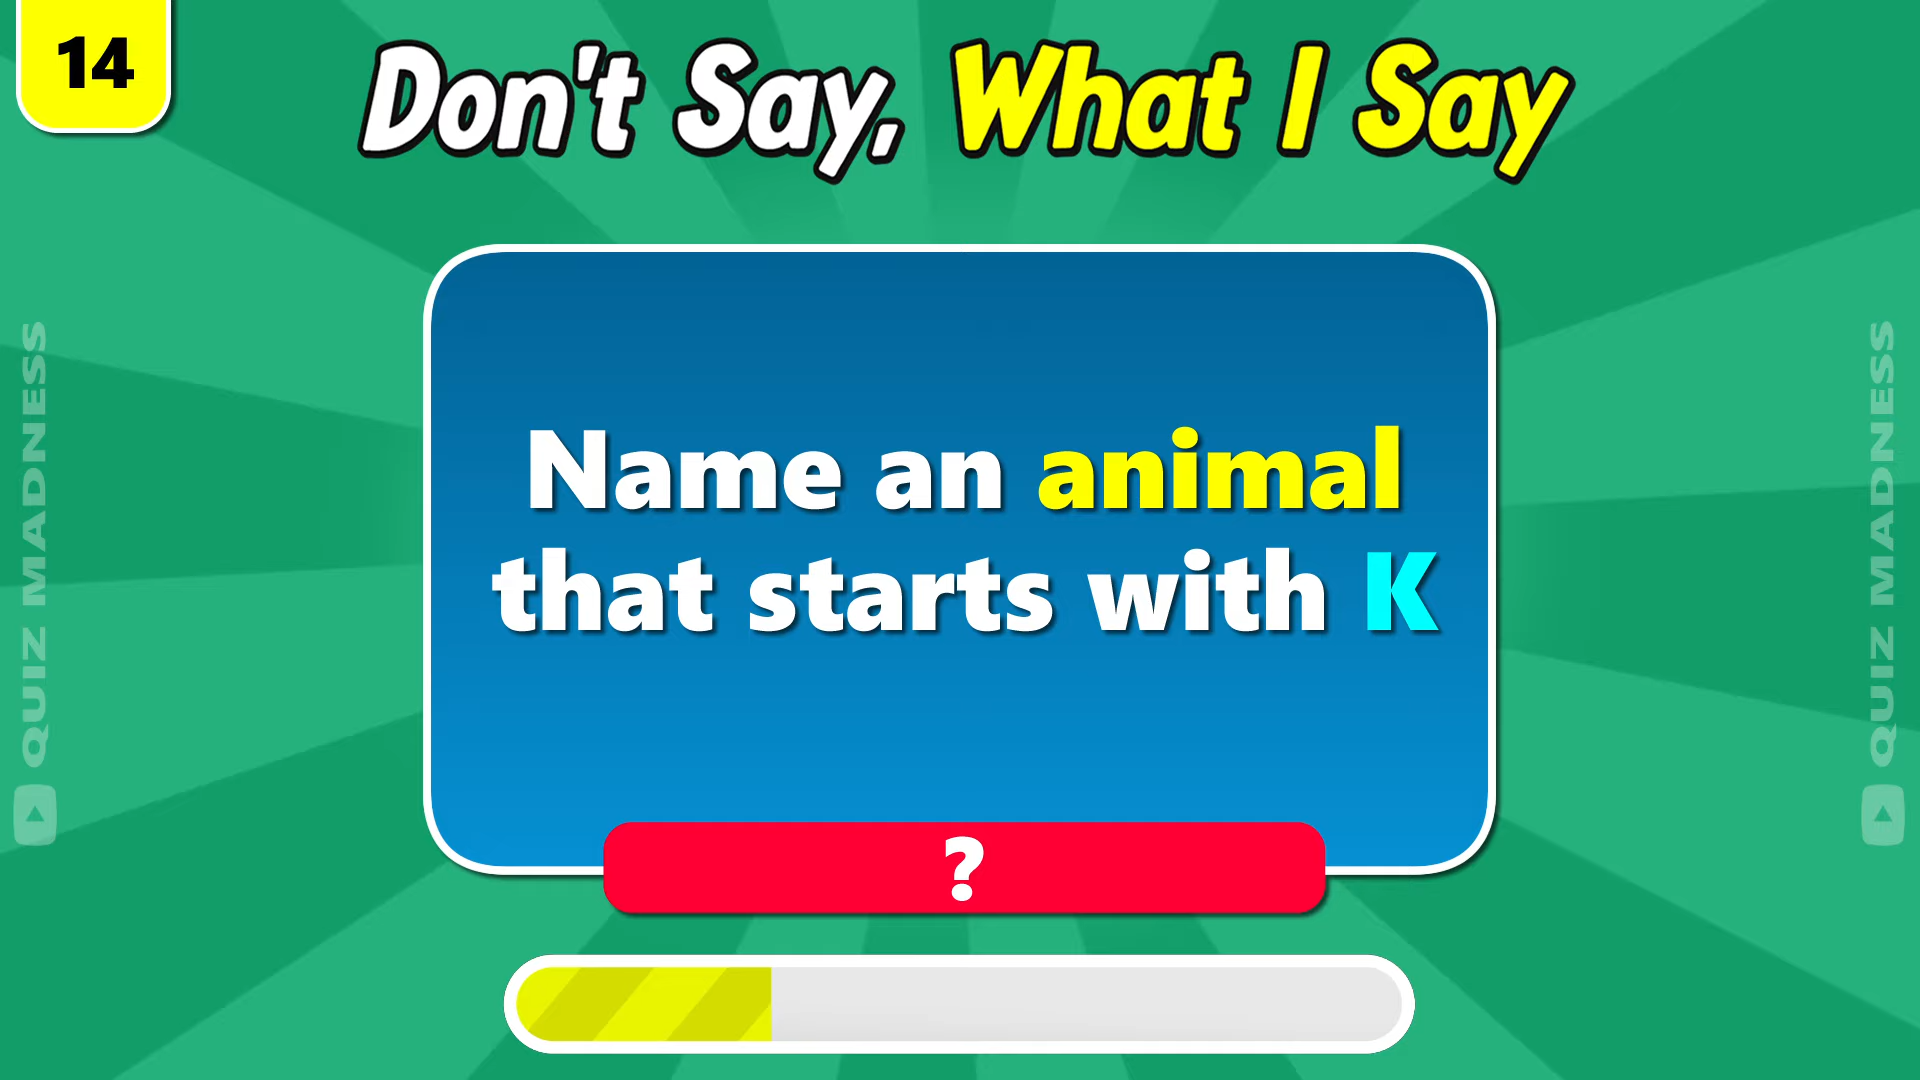 14
Don't Say, What I Say
Name an animal
that starts with K
?
QUIZ MADNESS
QUIZ MADNESS